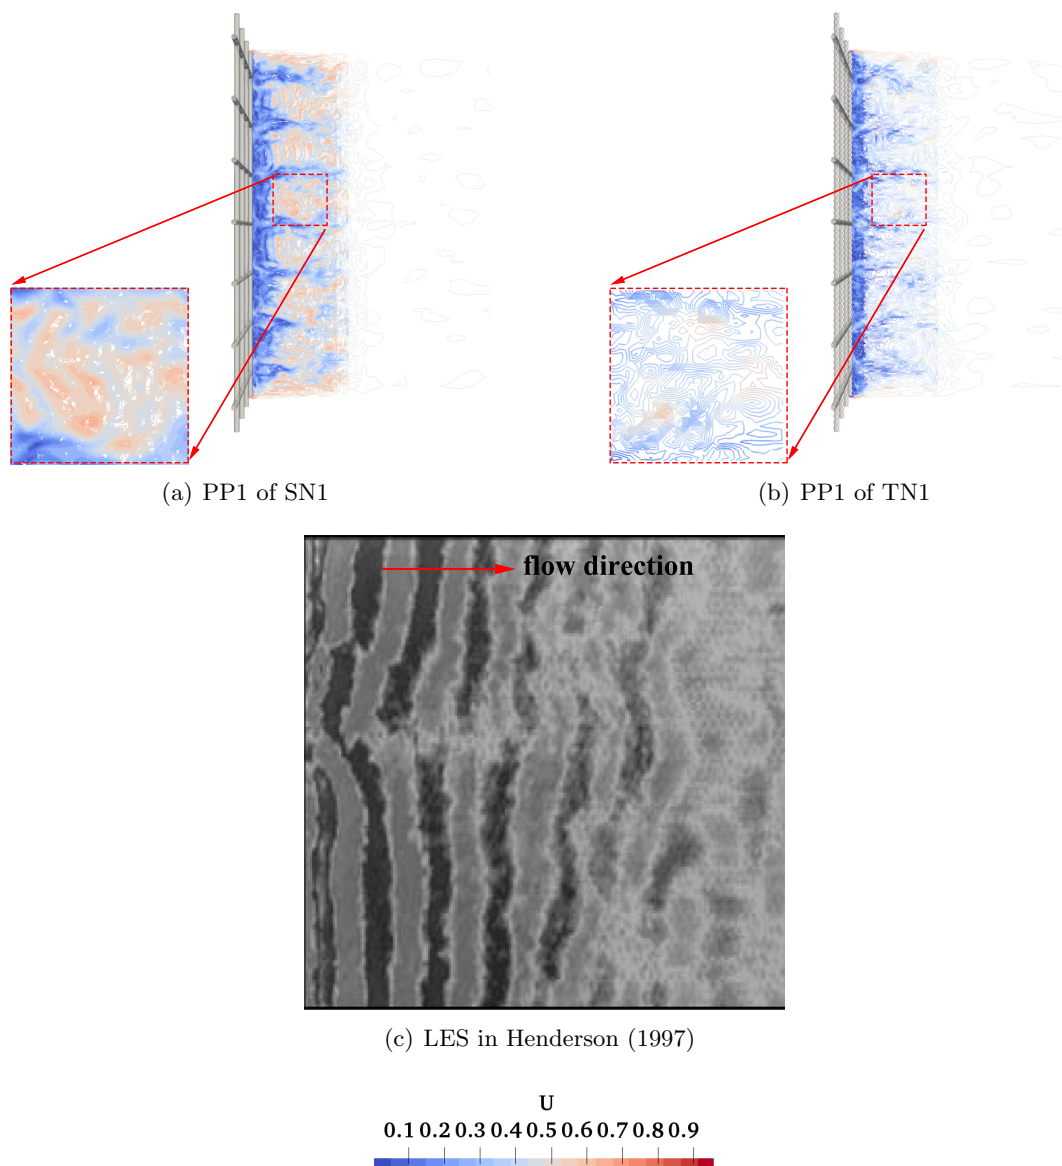 (a) PP1 of SN1
(b) PP1 of TN1
flow direction
(c) LES in Henderson (1997)
U
0.1 0.2 0.3 0.4 0.5 0.6 0.7 0.8 0.9